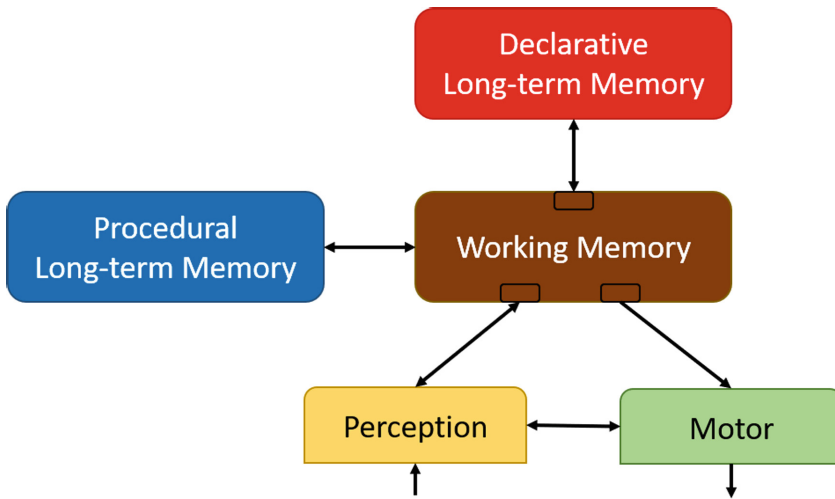 Declarative
Long-term Memory
Procedural
Long-term Memory
Working Memory
Perception
Motor